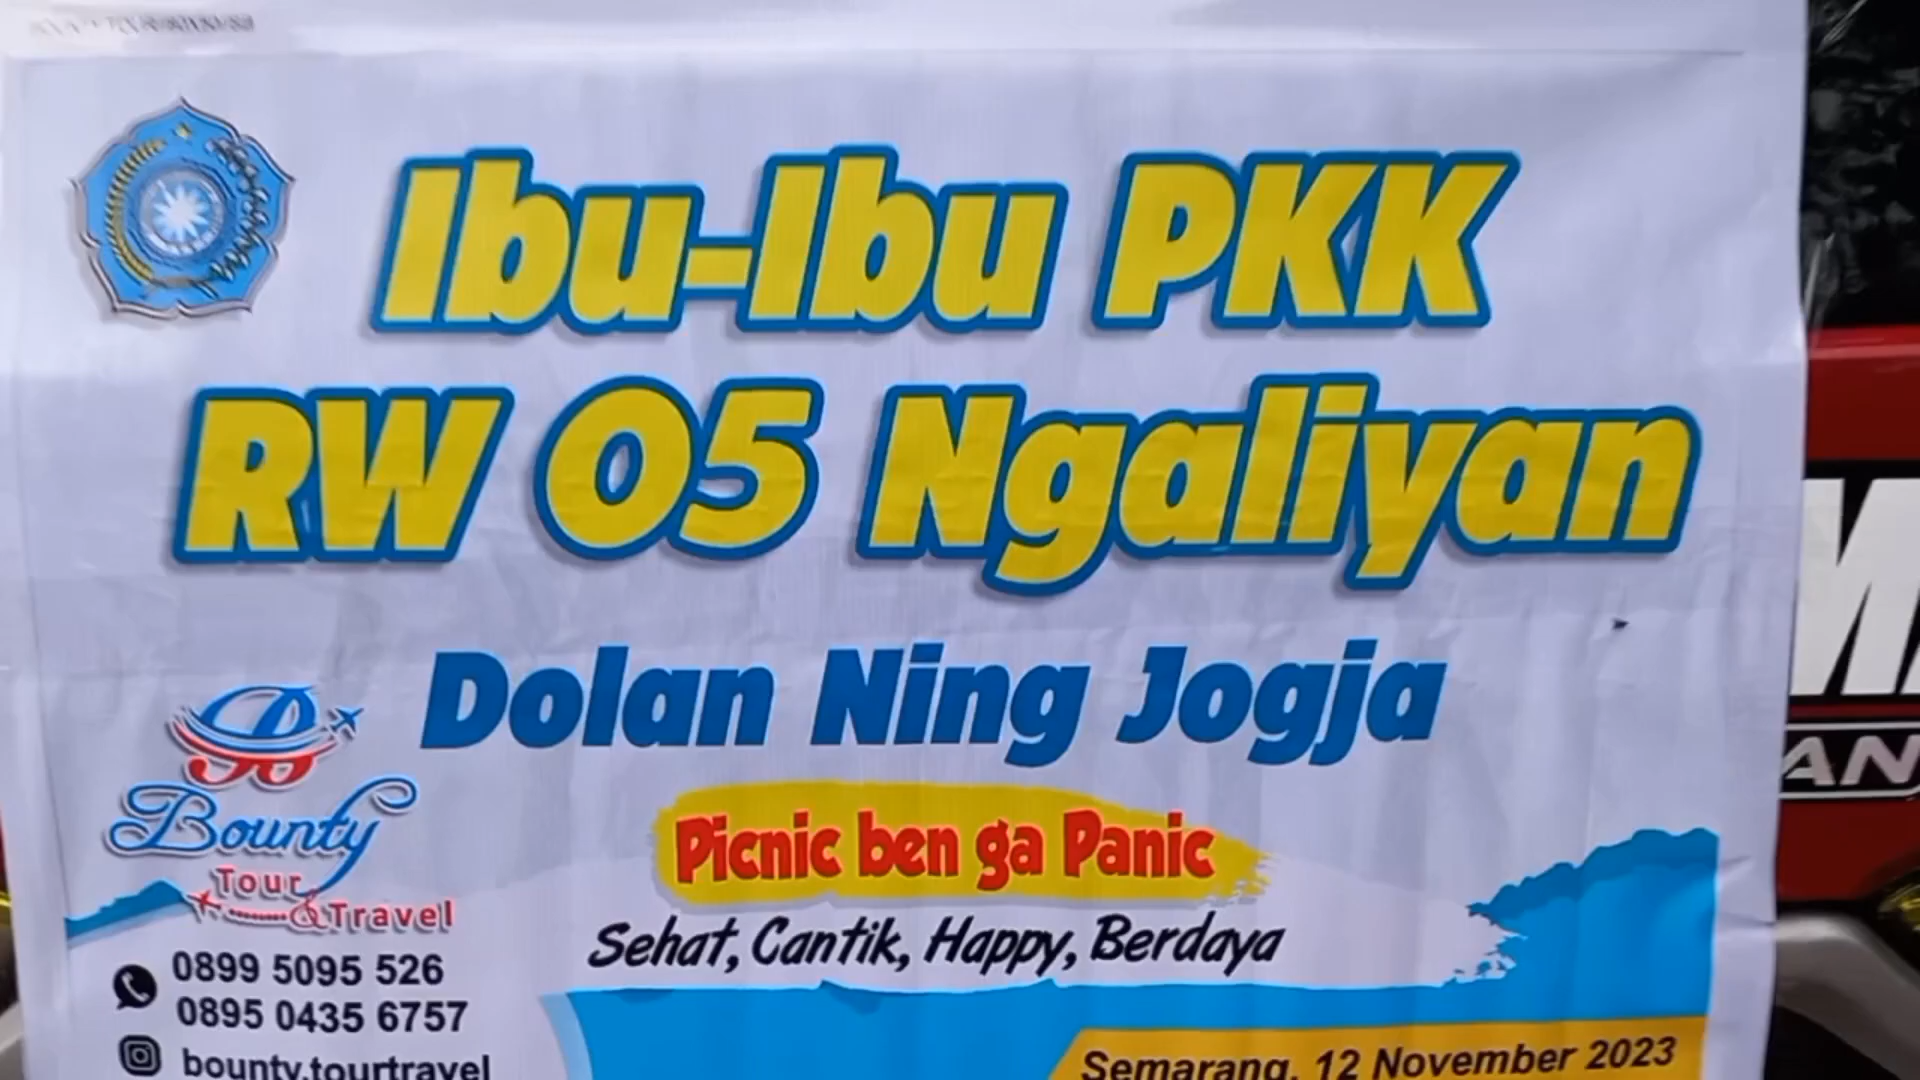 Ibu-Ibu PKK
RW 05 Ngaliyan
Dolan Ning Jogja
Picnic ben ga Panic
Sehat, Cantik, Happy, Berdaya
Bounty
Tour
& Travel
0899 5095 526
0895 0435 6757
bounty.tourtravel
Semarang, 12 November 2023
AN